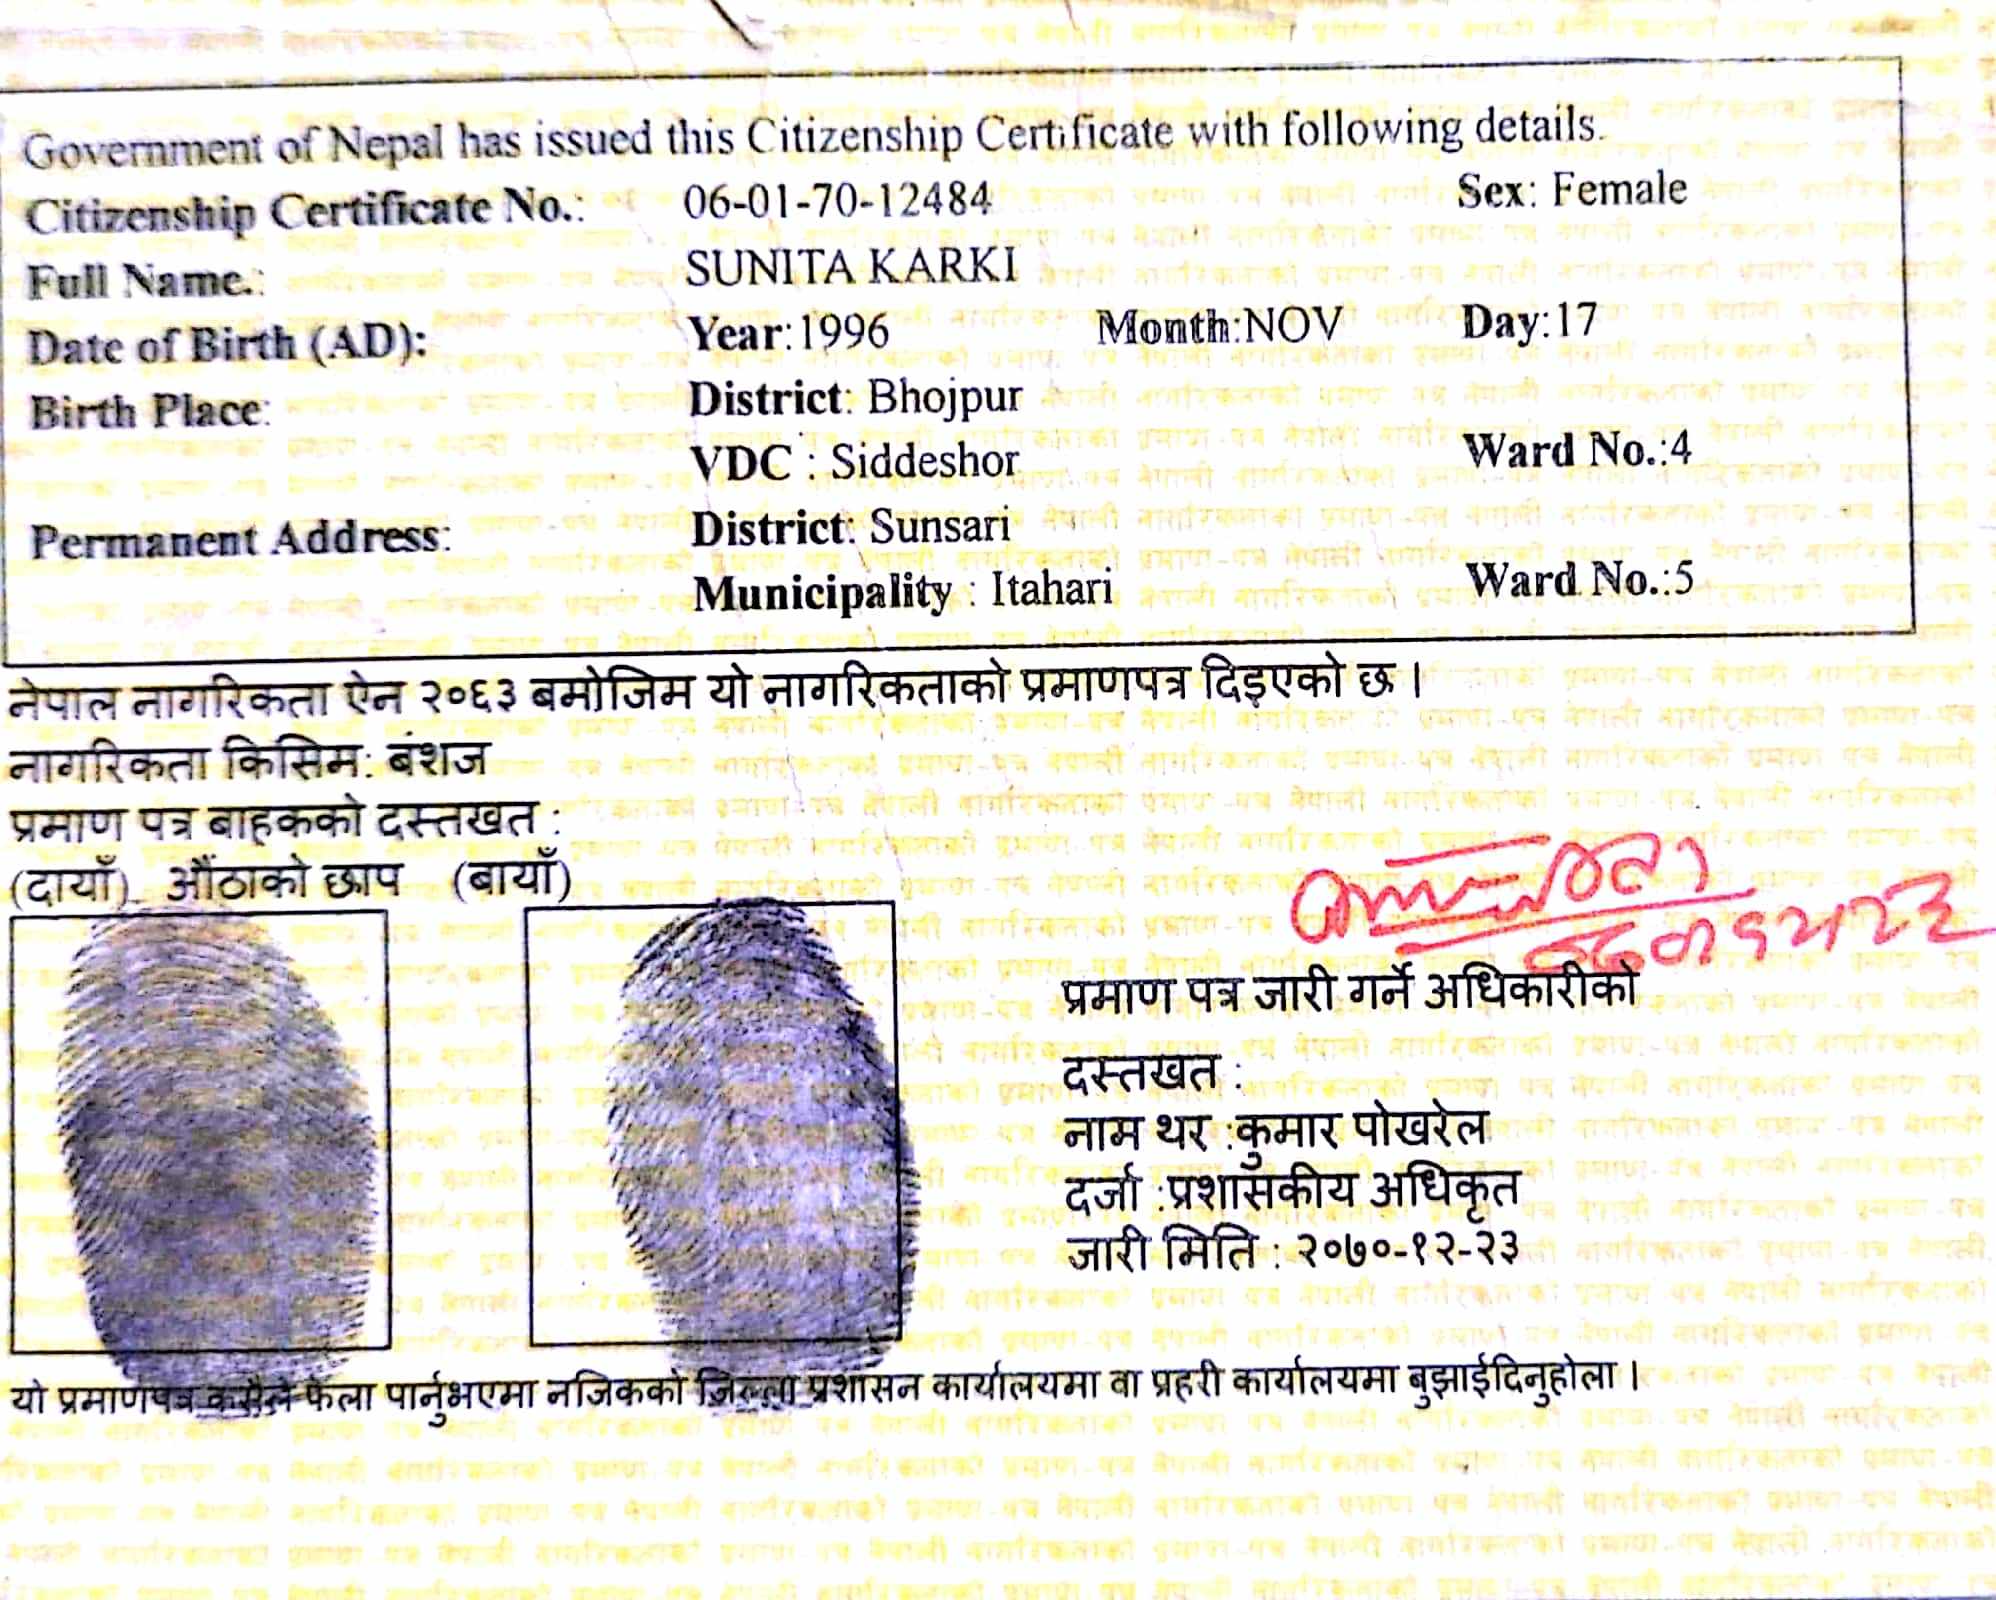 Government of Nepal has issued this Citizenship Certificate with following details.
Citizenship Certificate No.: 06-01-70-12484 Sex: Female
Full Name.: SUNITA KARKI
Date of Birth (AD): Year:1996 Month:NOV Day:17
Birth Place: District: Bhojpur
VDC : Siddeshor Ward No.:4
Permanent Address: District: Sunsari
Municipality : Itahari Ward No.:5
नेपाल नागरिकता ऐन २०६३ बमोजिम यो नागरिकताको प्रमाणपत्र दिइएको छ ।
नागरिकता किसिम: बंशज
प्रमाण पत्र बाहकको दस्तखत :
(दायाँ) औंठाको छाप (बायाँ)
प्रमाण पत्र जारी गर्ने अधिकारीको
दस्तखत :
नाम थर :कुमार पोखरेल
दर्जा :प्रशासकीय अधिकृत
जारी मिति : २०७०-१२-२३
यो प्रमाणपत्र कसैले फेला पार्नुभएमा नजिकको जिल्ला प्रशासन कार्यालयमा वा प्रहरी कार्यालयमा बुझाईदिनुहोला ।